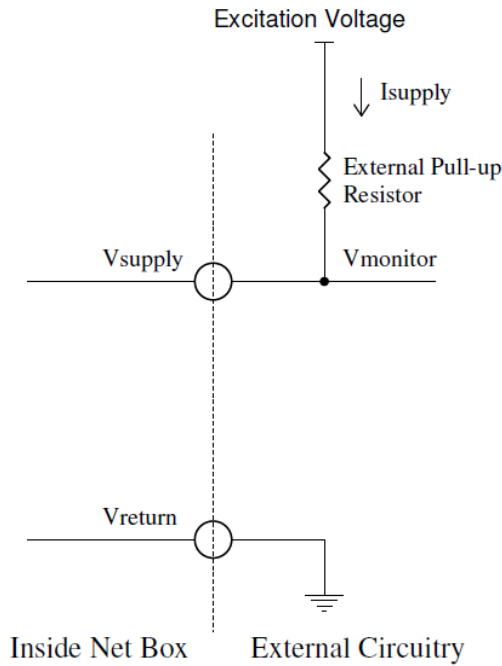 Excitation Voltage
Isupply
External Pull-up
Resistor
Vsupply
Vmonitor
Vreturn
Inside Net Box
External Circuitry